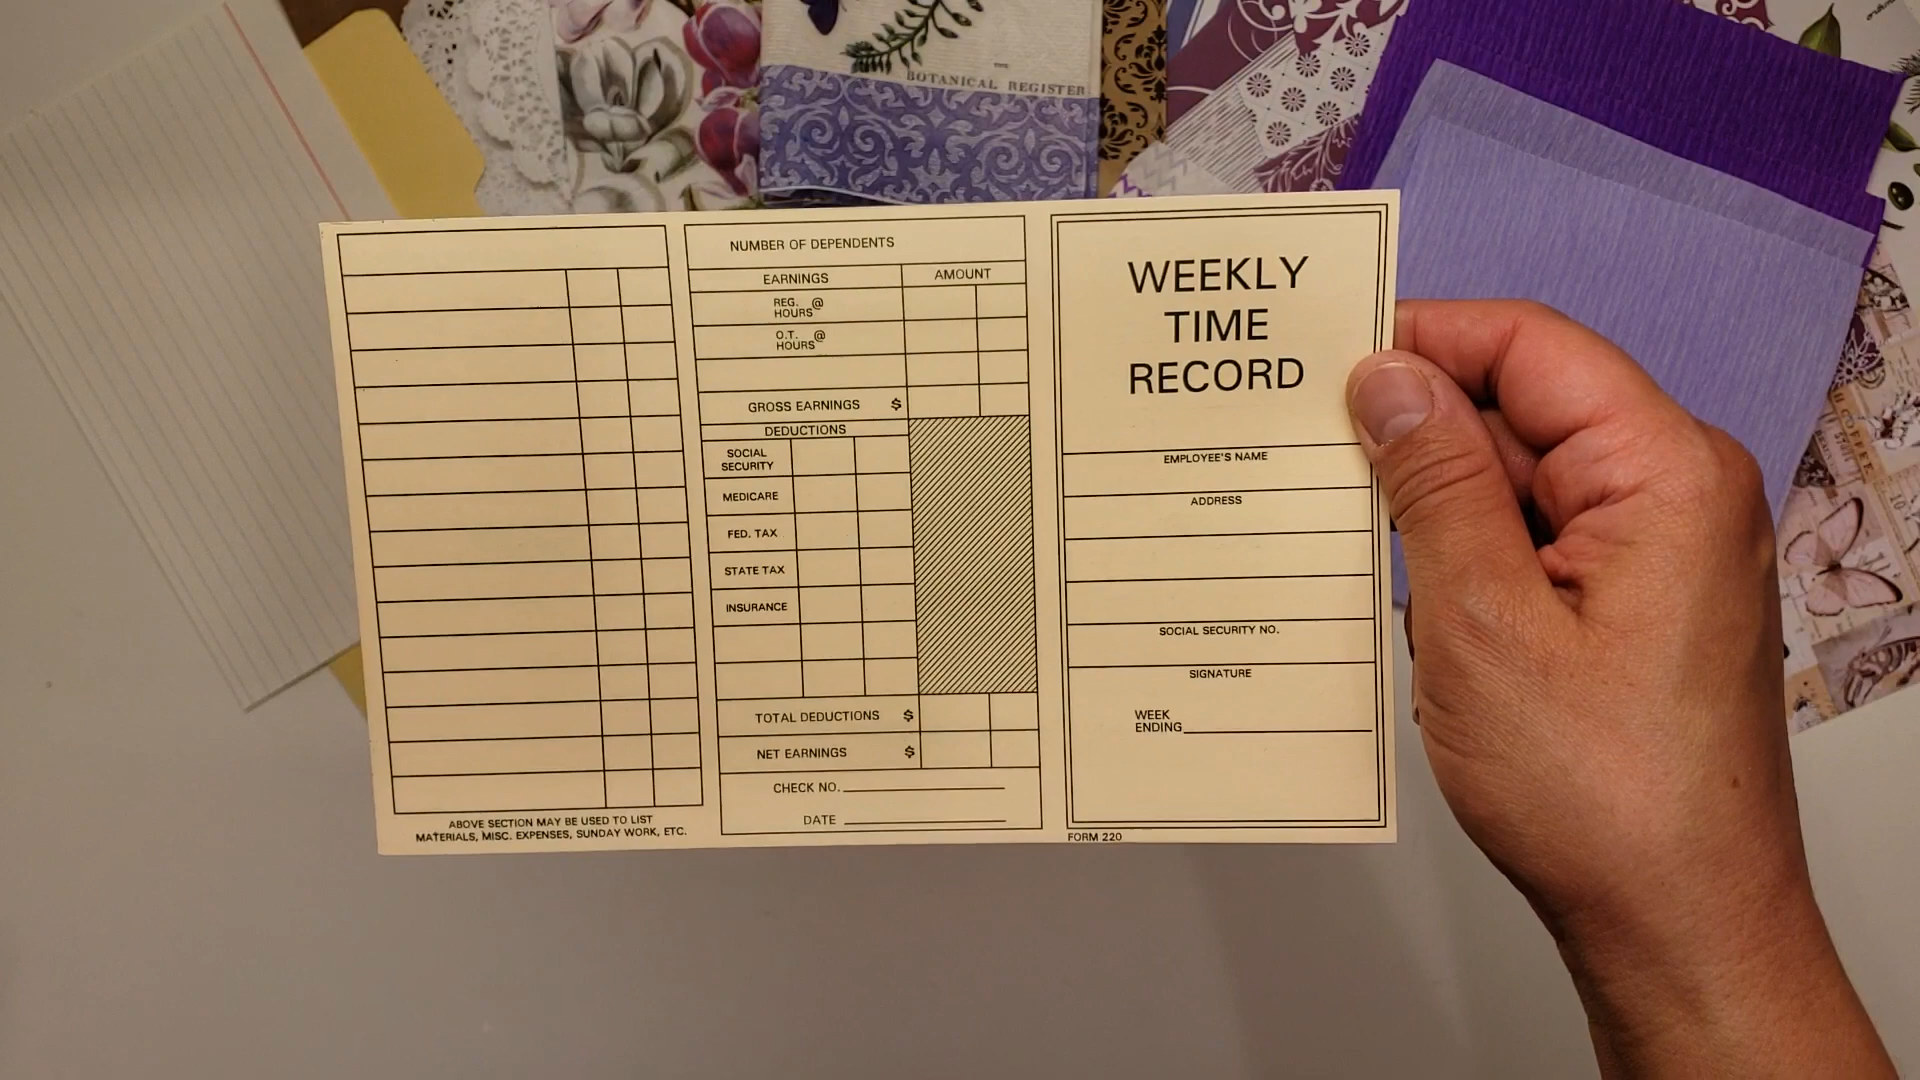 BOTANICAL REGISTER
ABOVE SECTION MAY BE USED TO LIST
MATERIALS, MISC. EXPENSES, SUNDAY WORK, ETC.
NUMBER OF DEPENDENTS
EARNINGS AMOUNT
REG. @
HOURS
O.T. @
HOURS
GROSS EARNINGS $
DEDUCTIONS
SOCIAL
SECURITY
MEDICARE
FED. TAX
STATE TAX
INSURANCE
TOTAL DEDUCTIONS $
NET EARNINGS $
CHECK NO.
DATE
WEEKLY
TIME
RECORD
EMPLOYEE'S NAME
ADDRESS
SOCIAL SECURITY NO.
SIGNATURE
WEEK
ENDING
FORM 220
COFFEE